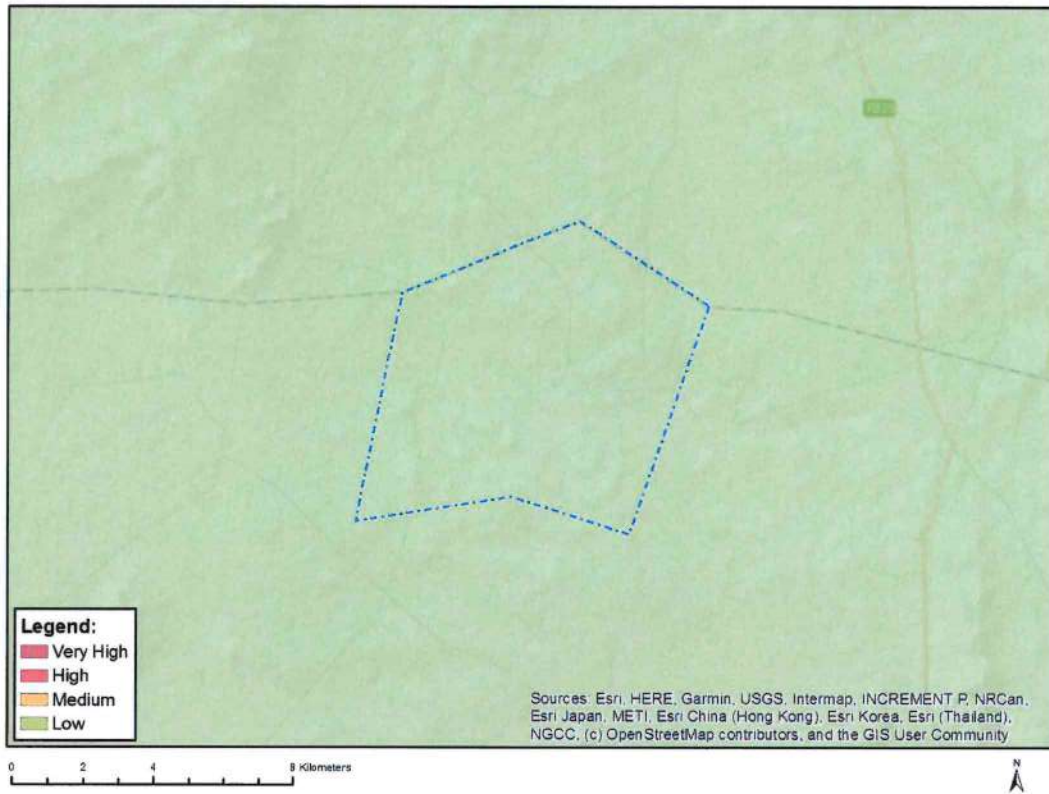 Legend:
Very High
High
Medium
Low
Sources: Esri, HERE, Garmin, USGS, Intermap, INCREMENT P, NRCan,
Esri Japan, METI, Esri China (Hong Kong), Esri Korea, Esri (Thailand),
NGCC, (c) OpenStreetMap contributors, and the GIS User Community
0 2 4 8 Kilometers
N